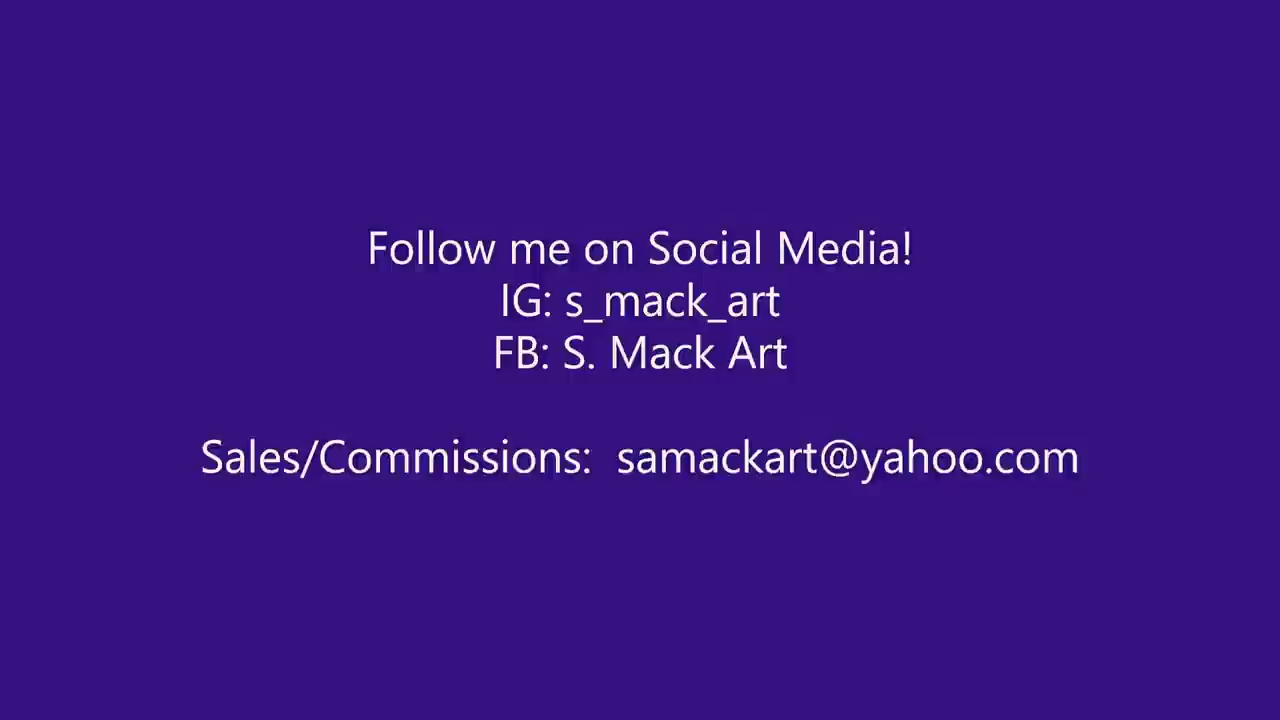 Follow me on Social Media!
IG: s_mack_art
FB: S. Mack Art
Sales/Commissions:  samackart@yahoo.com